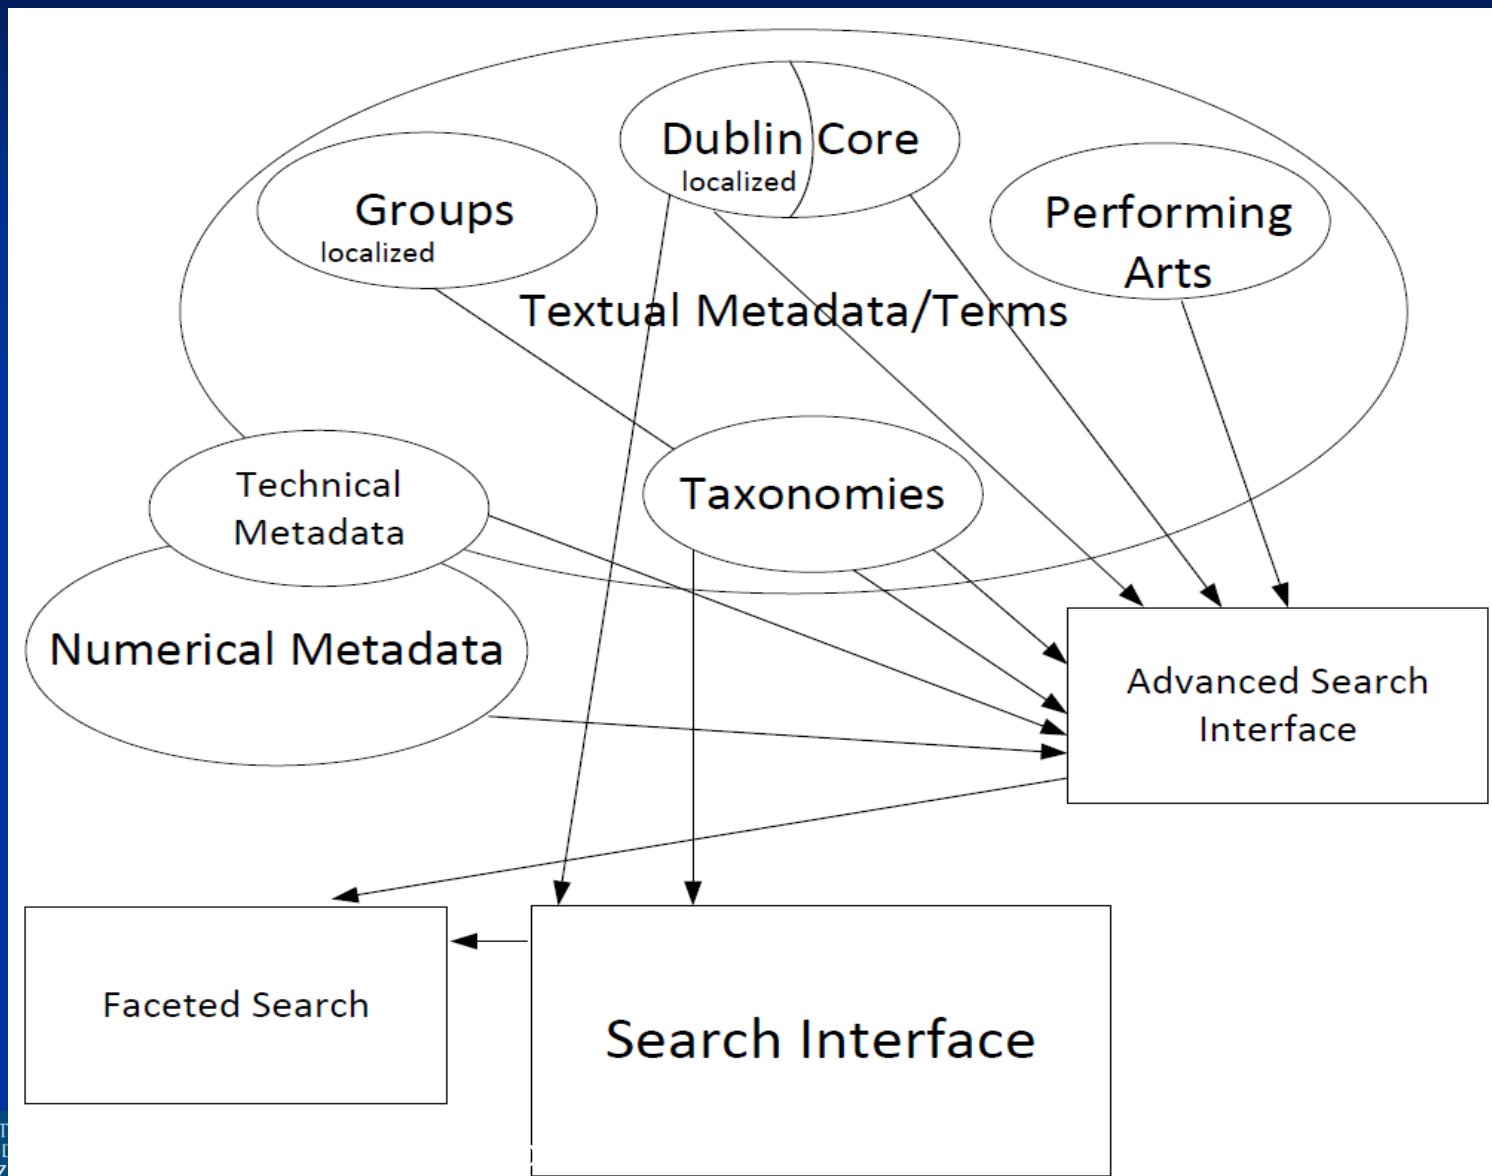 Dublin Core
localized
Groups
localized
Performing
Arts
Textual Metadata/Terms
Technical
Metadata
Taxonomies
Numerical Metadata
Advanced Search
Interface
Faceted Search
Search Interface